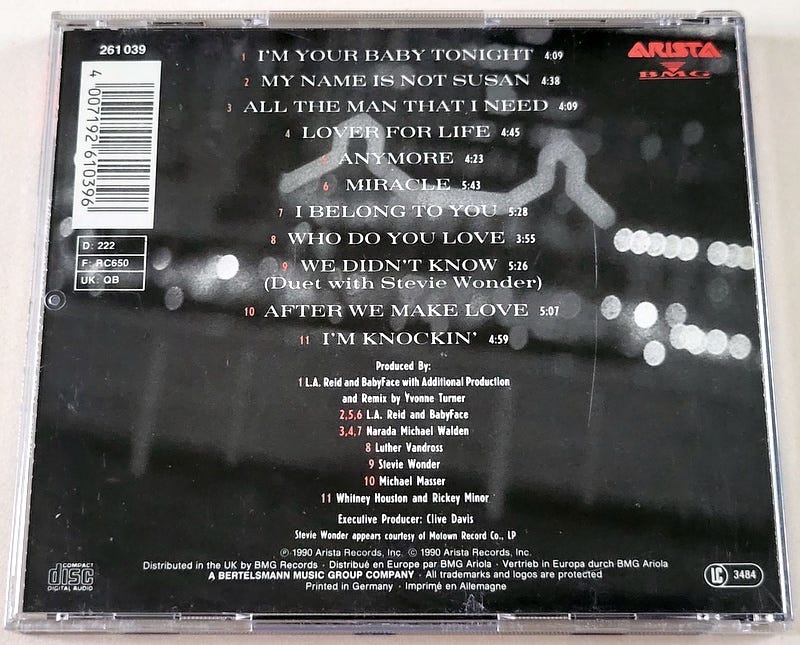 261 039
4 007192 610396
D: 222
F: RC650
UK: QB
ARISTA
BMG
1 I'M YOUR BABY TONIGHT 4:09
2 MY NAME IS NOT SUSAN 4:38
3 ALL THE MAN THAT I NEED 4:09
4 LOVER FOR LIFE 4:45
5 ANYMORE 4:23
6 MIRACLE 5:43
7 I BELONG TO YOU 5:28
8 WHO DO YOU LOVE 3:55
9 WE DIDN'T KNOW 5:26
(Duet with Stevie Wonder)
10 AFTER WE MAKE LOVE 5:07
11 I'M KNOCKIN' 4:59
Produced By:
1 L.A. Reid and BabyFace with Additional Production
and Remix by Yvonne Turner
2,5,6 L.A. Reid and BabyFace
3,4,7 Narada Michael Walden
8 Luther Vandross
9 Stevie Wonder
10 Michael Masser
11 Whitney Houston and Rickey Minor
Executive Producer: Clive Davis
Stevie Wonder appears courtesy of Motown Record Co., LP
℗ 1990 Arista Records, Inc. © 1990 Arista Records, Inc.
Distributed in the UK by BMG Records · Distribué en Europe par BMG Ariola · Vertrieb in Europa durch BMG Ariola
A BERTELSMANN MUSIC GROUP COMPANY · All trademarks and logos are protected
Printed in Germany · Imprimé en Allemagne
COMPACT
disc
DIGITAL AUDIO
LC 3484